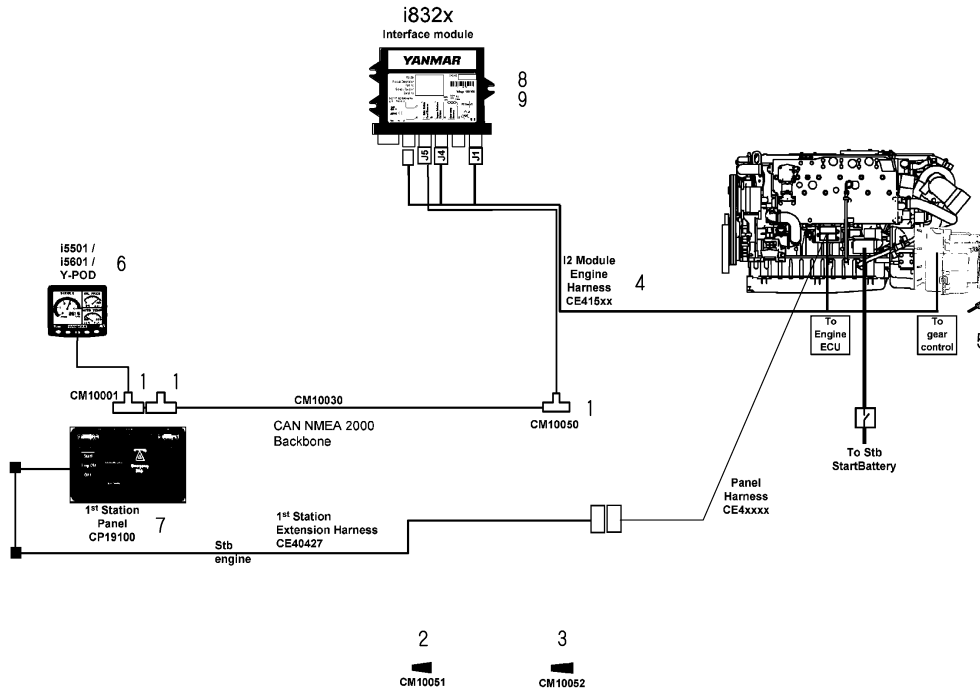 i832x
Interface module
YANMAR
8
9
J5
J4
J1
i5501 /
i5601 /
Y-POD
6
I2 Module
Engine
Harness
CE415xx
4
To
Engine
ECU
To
gear
control
5
1
1
CM10001
CM10030
CAN NMEA 2000
Backbone
1
CM10050
To Stb
StartBattery
1st Station
Panel
CP19100
7
Panel
Harness
CE4xxxx
1st Station
Extension Harness
CE40427
Stb
engine
2
3
CM10051
CM10052